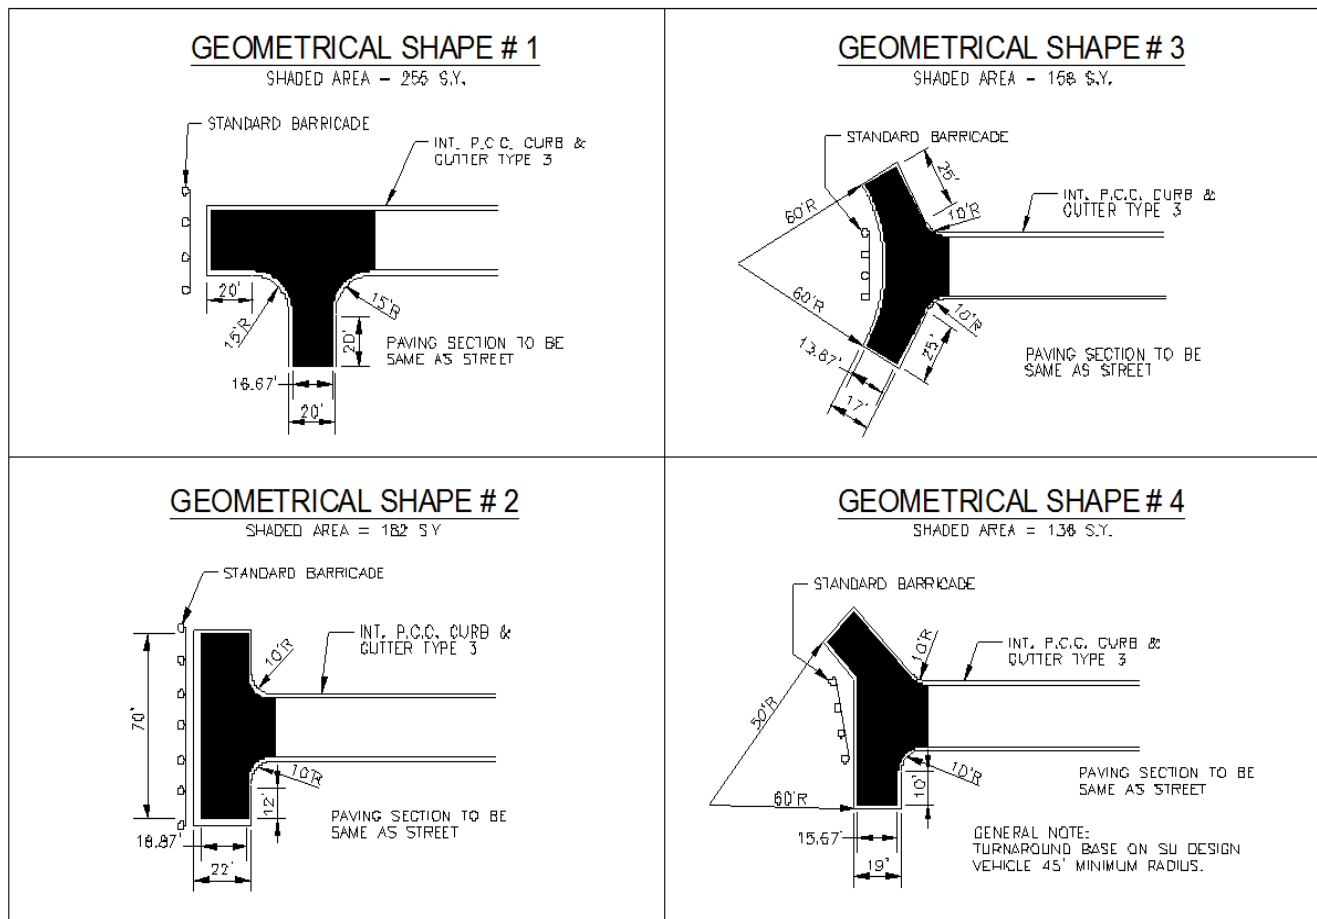 GEOMETRICAL SHAPE # 1
SHADED AREA - 255 S.Y.
STANDARD BARRICADE
INT. P.C.C. CURB &
GUTTER TYPE 3
20'
15'R
15'R
20'
PAVING SECTION TO BE
SAME AS STREET
16.67'
20'
GEOMETRICAL SHAPE # 3
SHADED AREA - 158 S.Y.
STANDARD BARRICADE
25'
INT. P.C.C. CURB &
GUTTER TYPE 3
60'R
10'R
60'R
10'R
25'
PAVING SECTION TO BE
SAME AS STREET
13.67'
17'
GEOMETRICAL SHAPE # 2
SHADED AREA = 182 S.Y
STANDARD BARRICADE
INT. P.C.C. CURB &
GUTTER TYPE 3
10'R
70'
10'R
12'
PAVING SECTION TO BE
SAME AS STREET
18.67'
22'
GEOMETRICAL SHAPE # 4
SHADED AREA = 136 S.Y.
STANDARD BARRICADE
INT. P.C.C. CURB &
GUTTER TYPE 3
10'R
50'R
10'R
10'
60'R
PAVING SECTION TO BE
SAME AS STREET
15.67'
19'
GENERAL NOTE:
TURNAROUND BASE ON SU DESIGN
VEHICLE 45' MINIMUM RADIUS.